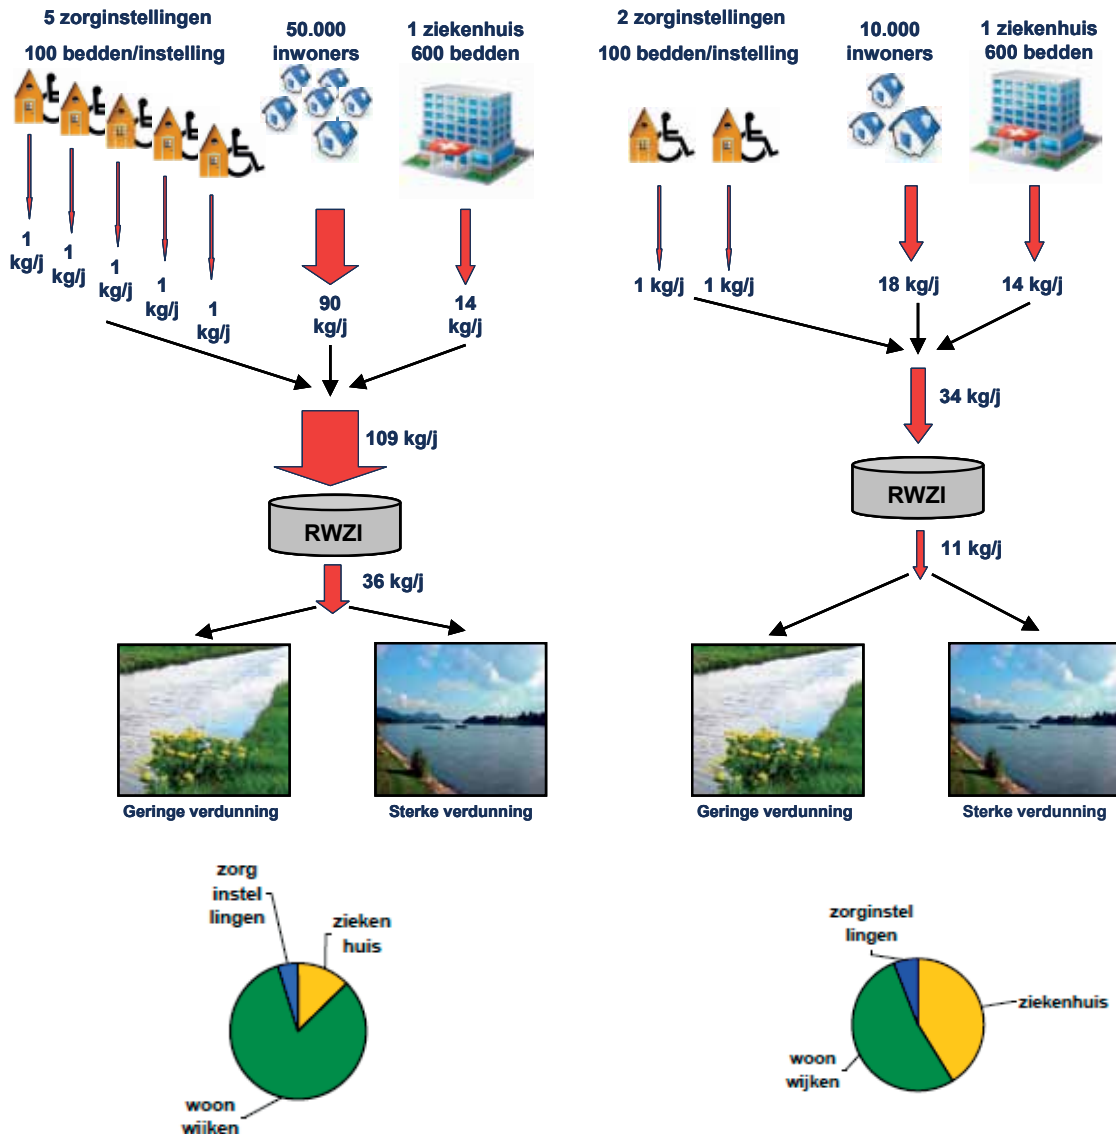 5 zorginstellingen
100 bedden/instelling
50.000
inwoners
1 ziekenhuis
600 bedden
1
kg/j
1
kg/j
1
kg/j
1
kg/j
1
kg/j
90
kg/j
14
kg/j
109 kg/j
RWZI
36 kg/j
Geringe verdunning
Sterke verdunning
zorg
instel
lingen
zieken
huis
woon
wijken
2 zorginstellingen
100 bedden/instelling
10.000
inwoners
1 ziekenhuis
600 bedden
1 kg/j
1 kg/j
18 kg/j
14 kg/j
34 kg/j
RWZI
11 kg/j
Geringe verdunning
Sterke verdunning
zorginstel
lingen
ziekenhuis
woon
wijken